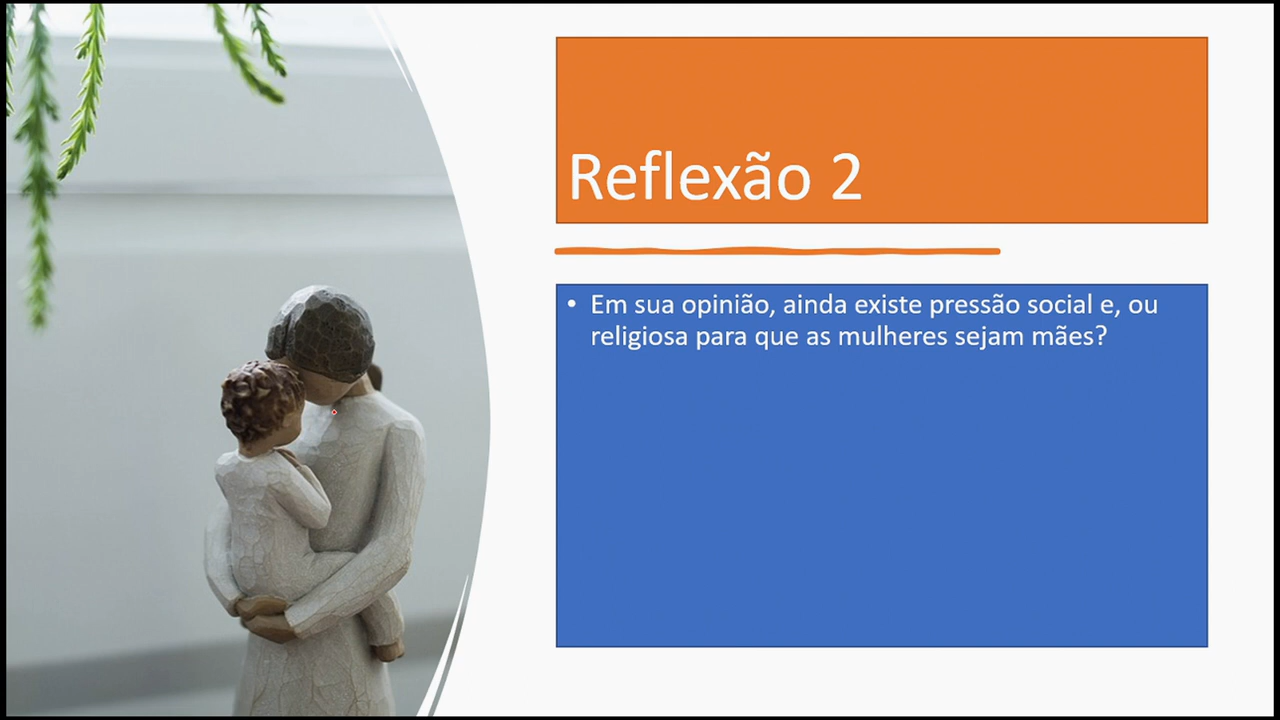 Reflexão 2
• Em sua opinião, ainda existe pressão social e, ou
religiosa para que as mulheres sejam mães?